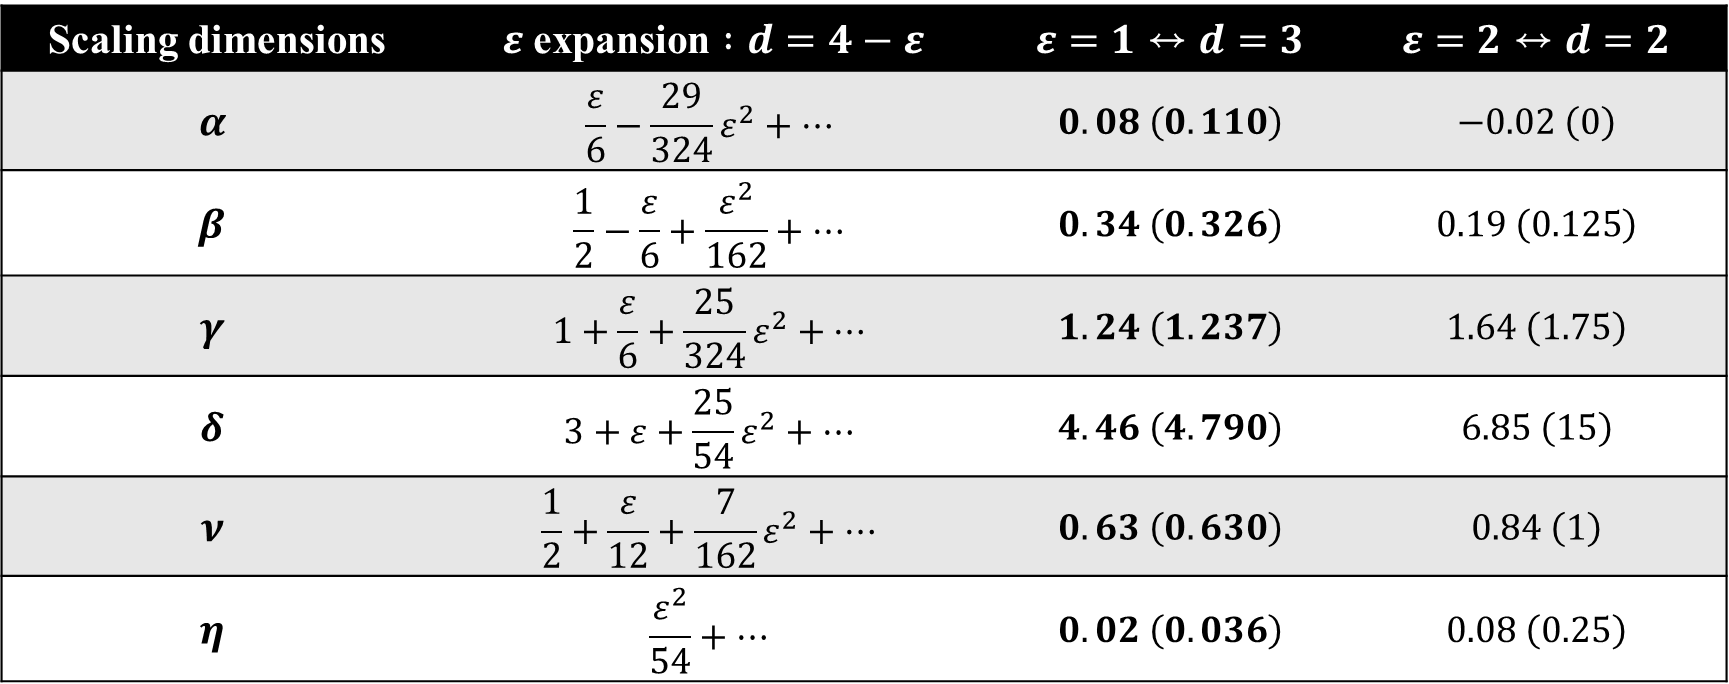 Scaling dimensions ε expansion : d = 4 − ε ε = 1 ↔ d = 3 ε = 2 ↔ d = 2
α ε/6 − 29/324 ε² + ⋯ 0.08 (0.110) −0.02 (0)
β 1/2 − ε/6 + ε²/162 + ⋯ 0.34 (0.326) 0.19 (0.125)
γ 1 + ε/6 + 25/324 ε² + ⋯ 1.24 (1.237) 1.64 (1.75)
δ 3 + ε + 25/54 ε² + ⋯ 4.46 (4.790) 6.85 (15)
ν 1/2 + ε/12 + 7/162 ε² + ⋯ 0.63 (0.630) 0.84 (1)
η ε²/54 + ⋯ 0.02 (0.036) 0.08 (0.25)